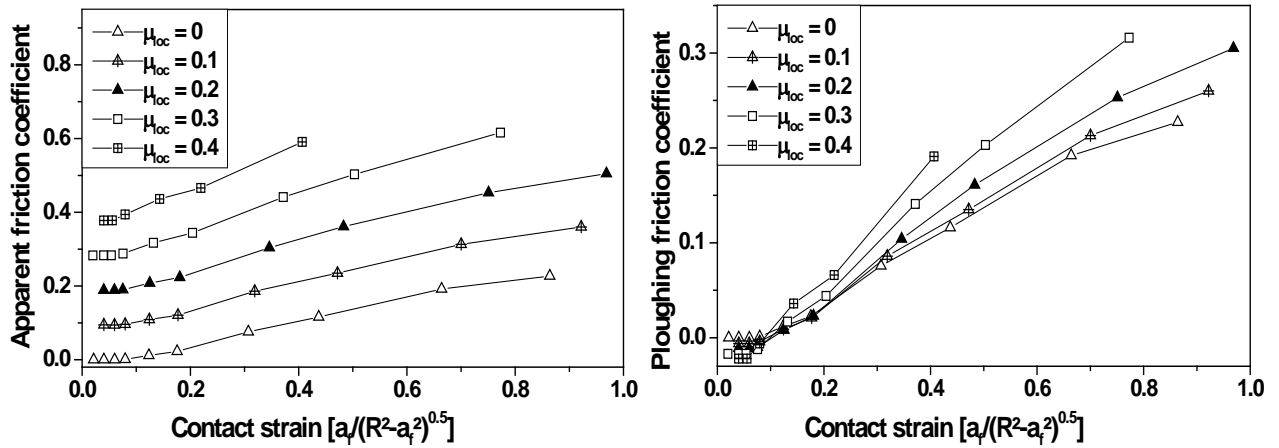 Apparent friction coefficient
0.8
0.6
0.4
0.2
0.0
μloc = 0
μloc = 0.1
μloc = 0.2
μloc = 0.3
μloc = 0.4
0.0 0.2 0.4 0.6 0.8 1.0
Contact strain [af/(R²-af²)^0.5]
Ploughing friction coefficient
0.3
0.2
0.1
0.0
μloc = 0
μloc = 0.1
μloc = 0.2
μloc = 0.3
μloc = 0.4
0.0 0.2 0.4 0.6 0.8 1.0
Contact strain [af/(R²-af²)^0.5]